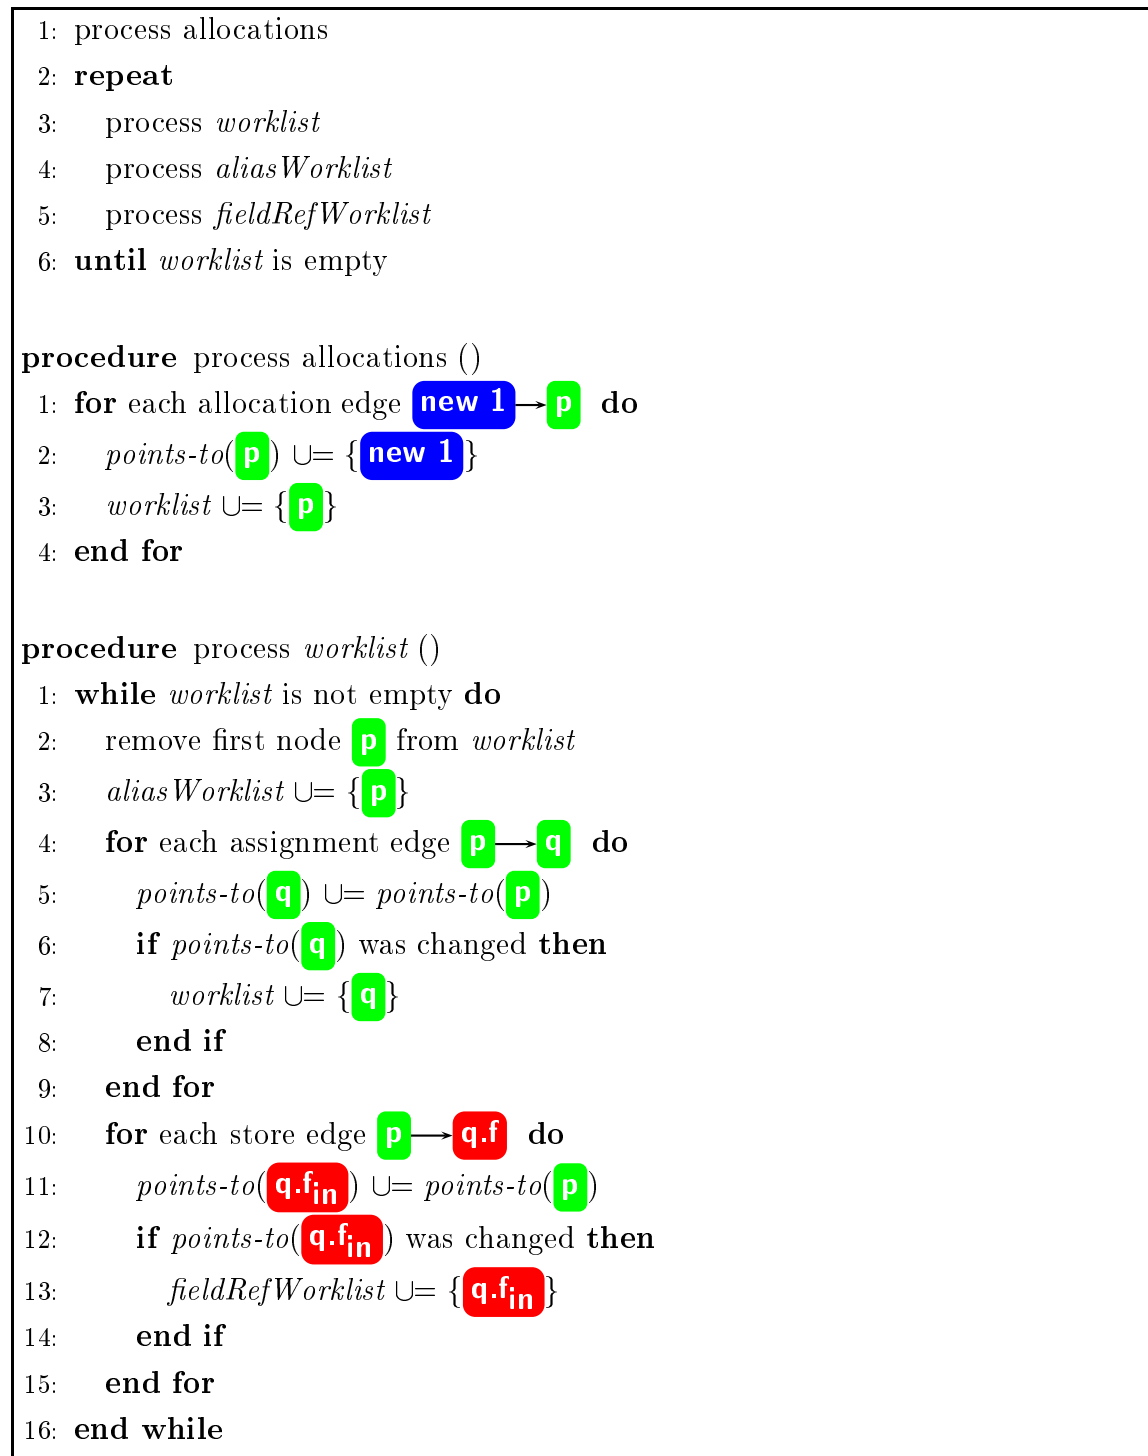 1: process allocations
2: repeat
3: process worklist
4: process aliasWorklist
5: process fieldRefWorklist
6: until worklist is empty
procedure process allocations ()
1: for each allocation edge new 1 → p do
2: points-to(p) ∪= {new 1}
3: worklist ∪= {p}
4: end for
procedure process worklist ()
1: while worklist is not empty do
2: remove first node p from worklist
3: aliasWorklist ∪= {p}
4: for each assignment edge p → q do
5: points-to(q) ∪= points-to(p)
6: if points-to(q) was changed then
7: worklist ∪= {q}
8: end if
9: end for
10: for each store edge p → q.f do
11: points-to(q.f_in) ∪= points-to(p)
12: if points-to(q.f_in) was changed then
13: fieldRefWorklist ∪= {q.f_in}
14: end if
15: end for
16: end while